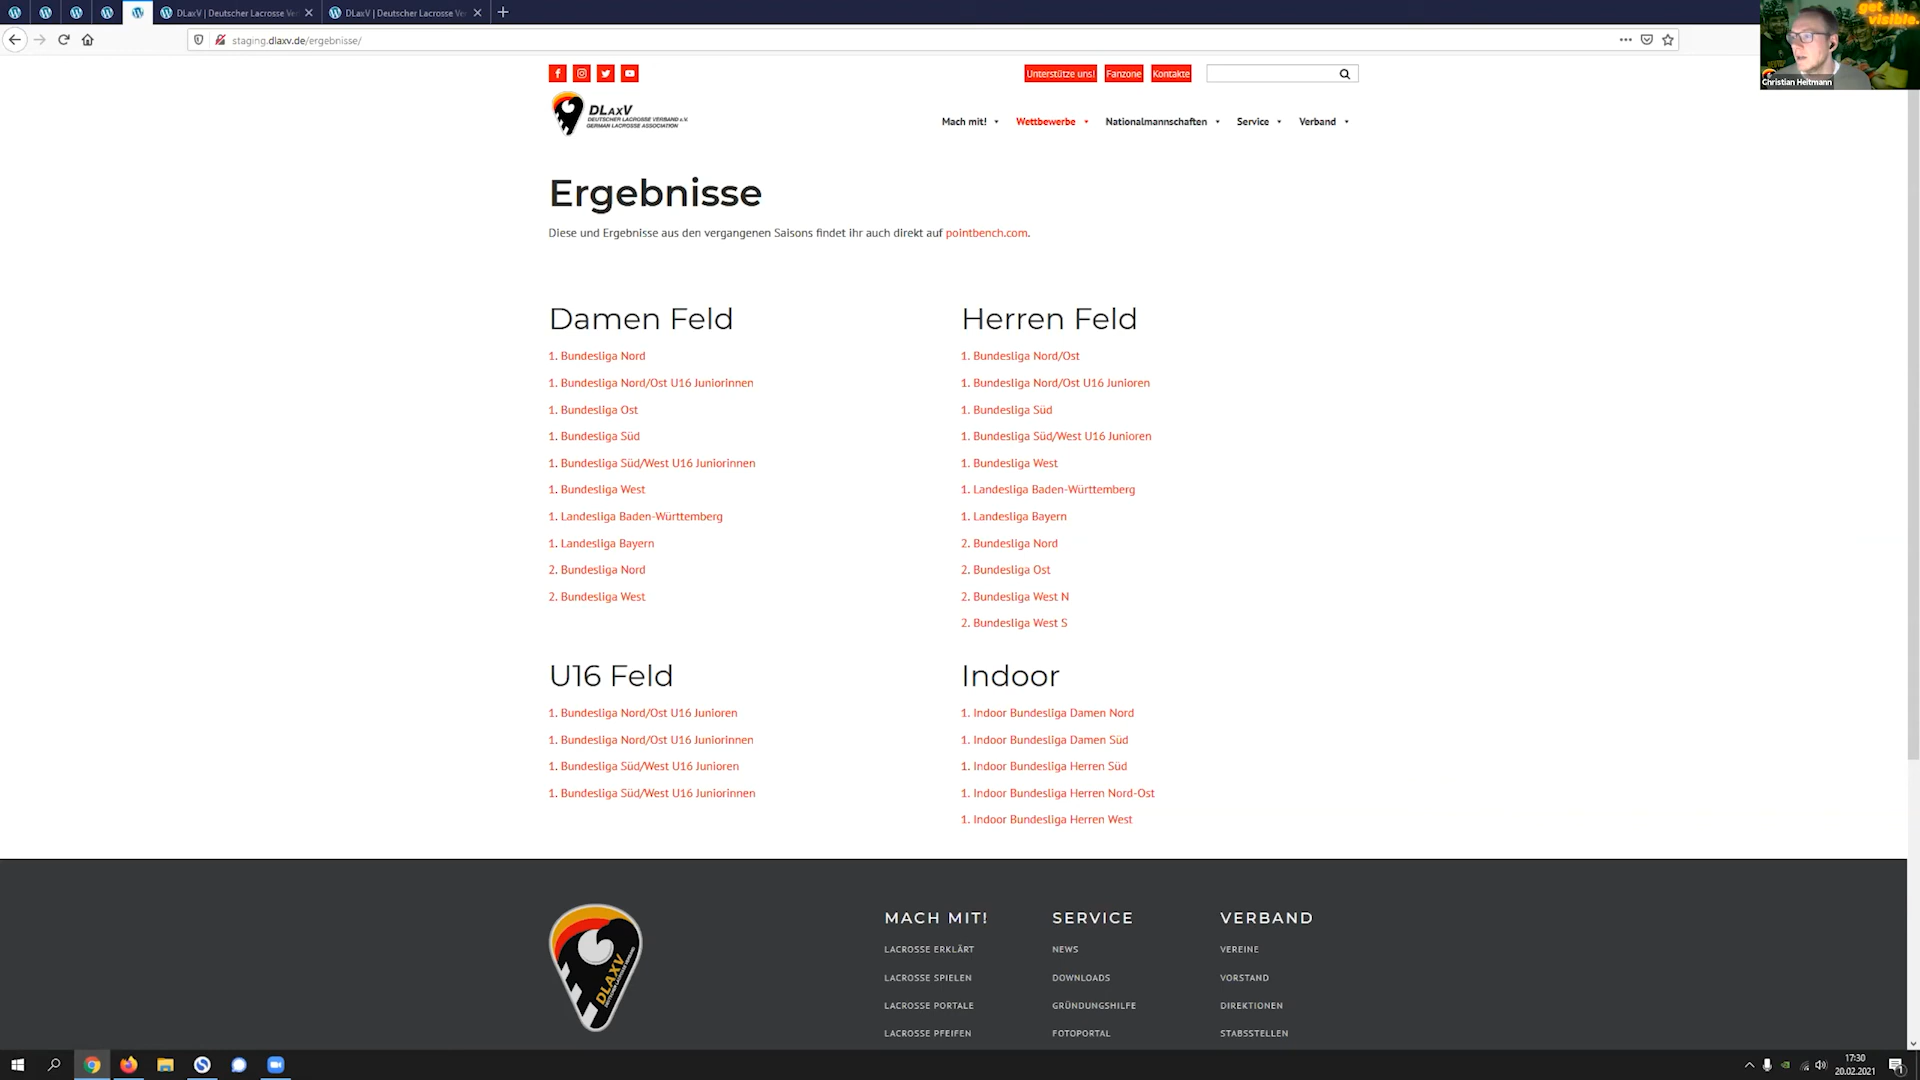 DLaxV | Deutscher Lacrosse Ve
DLaxV | Deutscher Lacrosse Ve
staging.dlaxv.de/ergebnisse/
get
visible.
Christian Heitmann
Unterstütze uns!
Fanzone
Kontakte
DLAXV
DEUTSCHER LACROSSE VERBAND e.V.
GERMAN LACROSSE ASSOCIATION
Mach mit!
Wettbewerbe
Nationalmannschaften
Service
Verband
Ergebnisse
Diese und Ergebnisse aus den vergangenen Saisons findet ihr auch direkt auf pointbench.com.
Damen Feld
1. Bundesliga Nord
1. Bundesliga Nord/Ost U16 Juniorinnen
1. Bundesliga Ost
1. Bundesliga Süd
1. Bundesliga Süd/West U16 Juniorinnen
1. Bundesliga West
1. Landesliga Baden-Württemberg
1. Landesliga Bayern
2. Bundesliga Nord
2. Bundesliga West
Herren Feld
1. Bundesliga Nord/Ost
1. Bundesliga Nord/Ost U16 Junioren
1. Bundesliga Süd
1. Bundesliga Süd/West U16 Junioren
1. Bundesliga West
1. Landesliga Baden-Württemberg
1. Landesliga Bayern
2. Bundesliga Nord
2. Bundesliga Ost
2. Bundesliga West N
2. Bundesliga West S
U16 Feld
1. Bundesliga Nord/Ost U16 Junioren
1. Bundesliga Nord/Ost U16 Juniorinnen
1. Bundesliga Süd/West U16 Junioren
1. Bundesliga Süd/West U16 Juniorinnen
Indoor
1. Indoor Bundesliga Damen Nord
1. Indoor Bundesliga Damen Süd
1. Indoor Bundesliga Herren Süd
1. Indoor Bundesliga Herren Nord-Ost
1. Indoor Bundesliga Herren West
DLAXV
MACH MIT!
LACROSSE ERKLÄRT
LACROSSE SPIELEN
LACROSSE PORTALE
LACROSSE PFEIFEN
SERVICE
NEWS
DOWNLOADS
GRÜNDUNGSHILFE
FOTOPORTAL
VERBAND
VEREINE
VORSTAND
DIREKTIONEN
STABSSTELLEN
17:30
20.02.2021